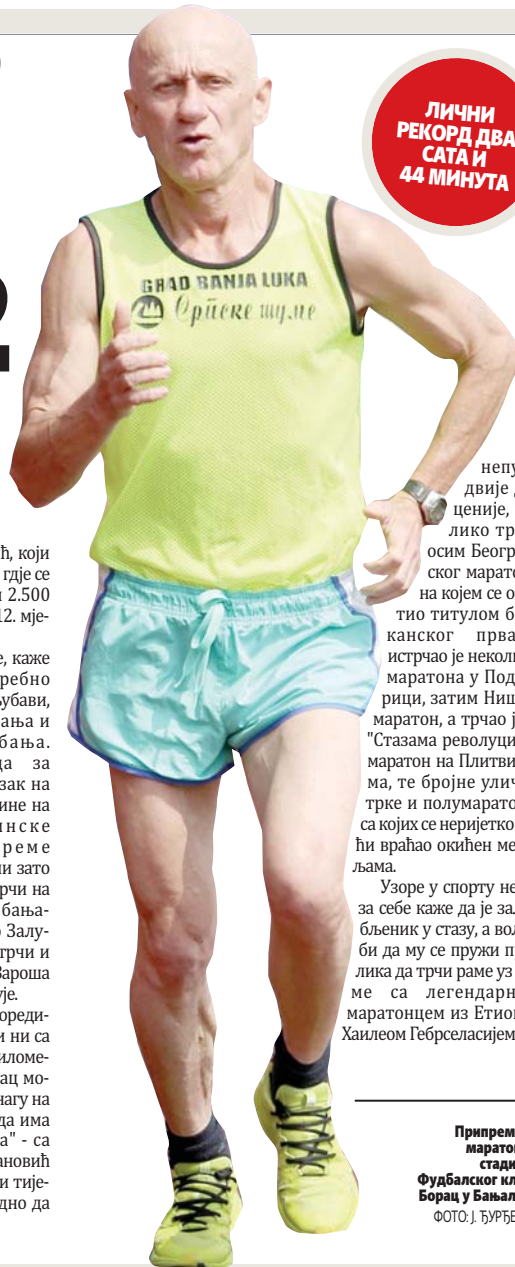 2
ЛИЧНИ
РЕКОРД ДВА
САТА И
44 МИНУТА
GRAD BANJA LUKA
Српске шуме
ћ, који
гдје се
и 2.500
12. мје-
е, каже
ребно
убави,
ања и
бања.
да за
зак на
ине на
инске
реме
и зато
рчи на
бања-
о Залу-
трчи и
Зароша
ује.
ореди-
и ни са
иломе-
ац мо-
нагу на
да има
а" - са
ановић
и тије-
дно да
непу
двије д
ценије,
лико тр
осим Беогр
ског марато
на којем се о
тио титулом б
канског прва
истрчао је неколи
маратона у Под
рици, затим Ниш
маратон, а трчао ј
"Стазама револуци
маратон на Плитви
ма, те бројне улич
трке и полумарато
са којих се неријетко
ћи враћао окићен ме
љама.
Узоре у спорту не
за себе каже да је за
бљеник у стазу, а вол
би да му се пружи п
лика да трчи раме уз
ме са легендарн
маратонцем из Етио
Хаилеом Гебрселасијем
Припрем
марато
стади
Фудбалског кл
Борац у Бањал
ФОТО: Ј. ЂУРЂЕ